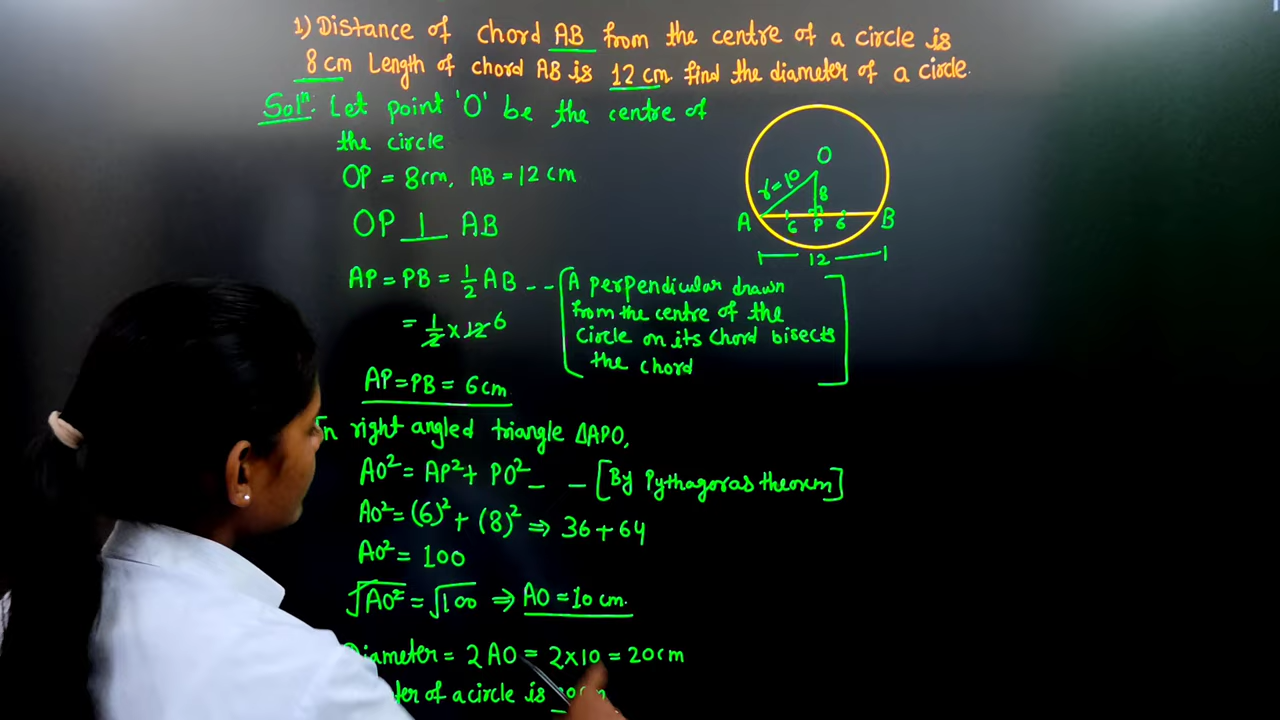 1) Distance of chord AB from the centre of a circle is
8 cm Length of chord AB is 12 cm. find the diameter of a circle.
Solⁿ: Let point 'O' be the centre of
the circle
OP = 8cm, AB = 12 cm
OP ⊥ AB
AP = PB = 1/2 AB - - [A perpendicular drawn
from the centre of the
circle on its chord bisects
the chord]
= 1/2 x 12 6
AP = PB = 6cm
In right angled triangle ΔAPO,
AO² = AP² + PO² _ _ [By Pythagoras theorem]
AO² = (6)² + (8)² ⇒ 36 + 64
AO² = 100
√AO² = √100 ⇒ AO = 10 cm.
Diameter = 2 AO = 2 x 10 = 20 cm
of a circle is
O
r = 10
8
A 6 P 6 B
12